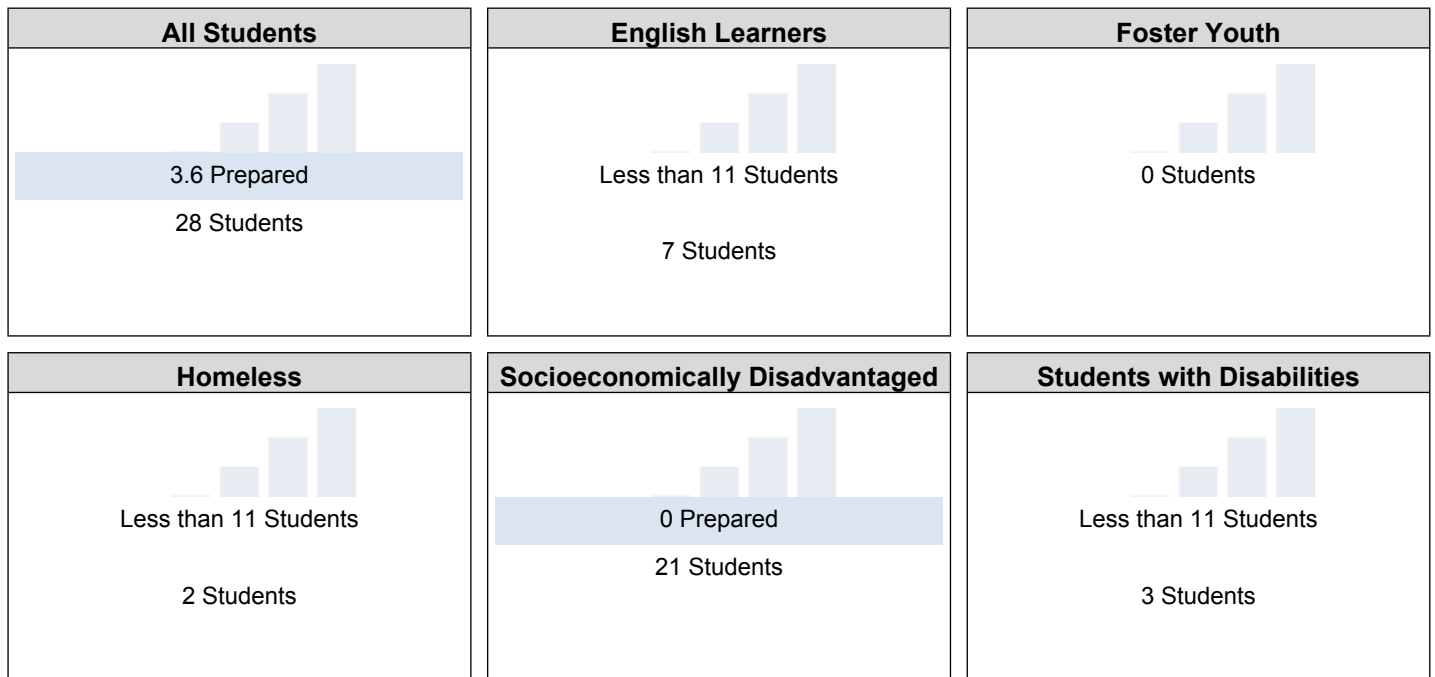 All Students
3.6 Prepared
28 Students
English Learners
Less than 11 Students
7 Students
Foster Youth
0 Students
Homeless
Less than 11 Students
2 Students
Socioeconomically Disadvantaged
0 Prepared
21 Students
Students with Disabilities
Less than 11 Students
3 Students